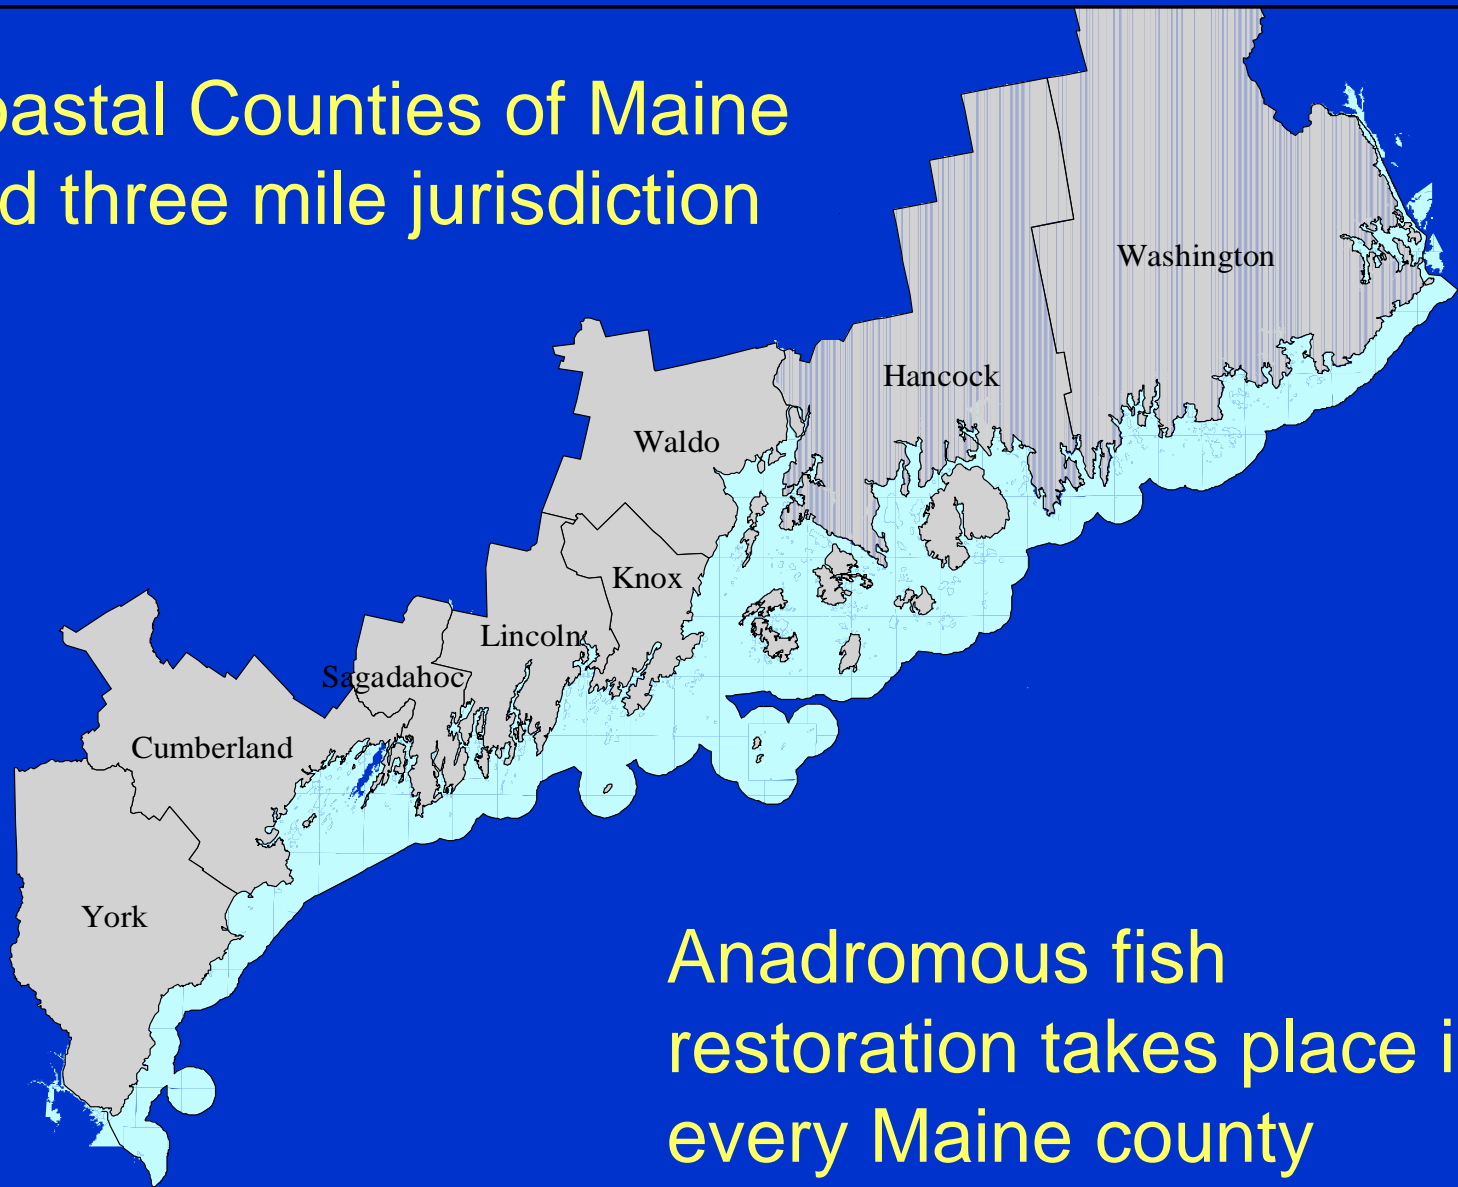 oastal Counties of Maine
d three mile jurisdiction
Washington
Hancock
Waldo
Knox
Lincoln
Sagadahoc
Cumberland
York
Anadromous fish
restoration takes place i
every Maine county